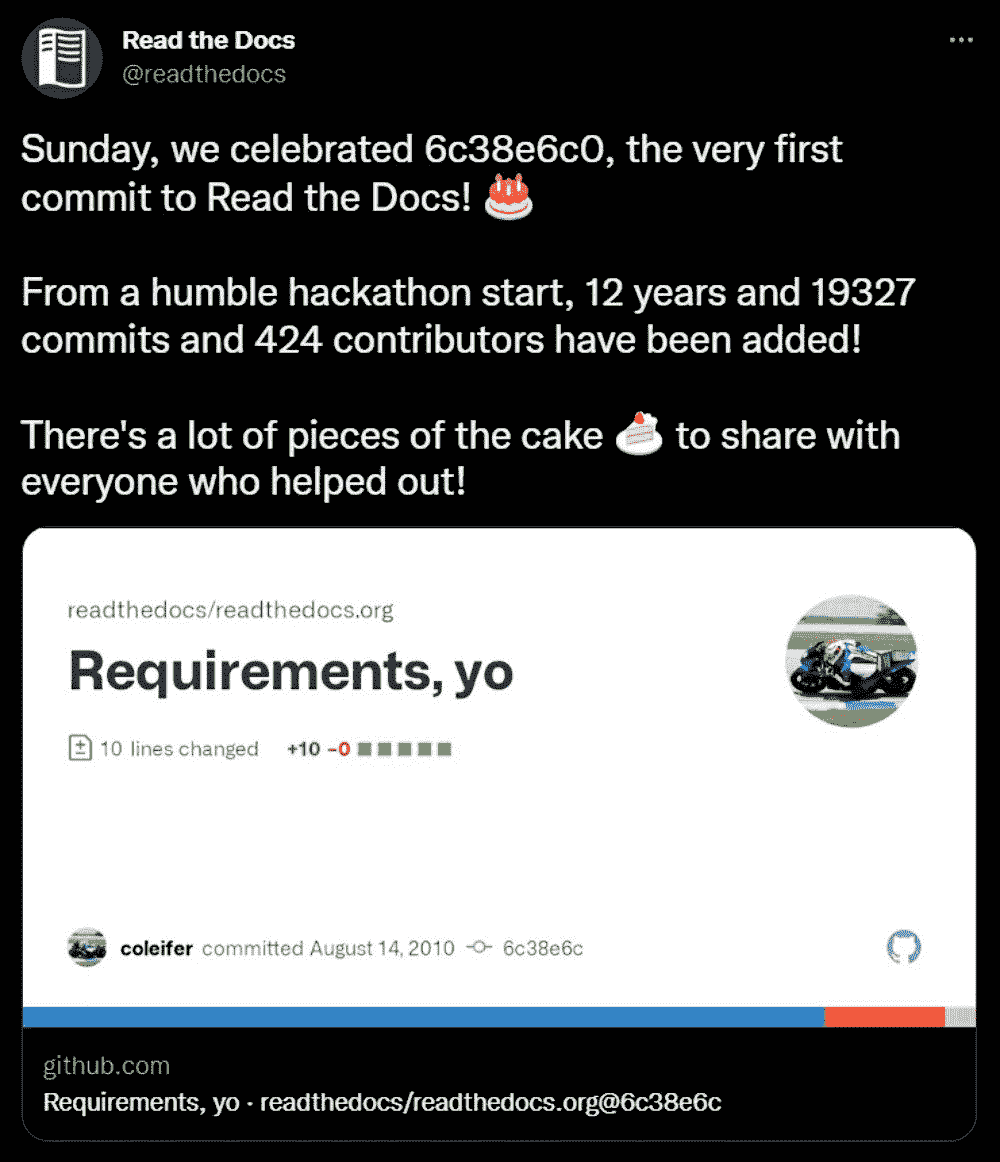 Read the Docs
@readthedocs
Sunday, we celebrated 6c38e6c0, the very first
commit to Read the Docs! 🎂
From a humble hackathon start, 12 years and 19327
commits and 424 contributors have been added!
There's a lot of pieces of the cake 🍰 to share with
everyone who helped out!
readthedocs/readthedocs.org
Requirements, yo
10 lines changed +10 -0
coleifer committed August 14, 2010 6c38e6c
github.com
Requirements, yo · readthedocs/readthedocs.org@6c38e6c